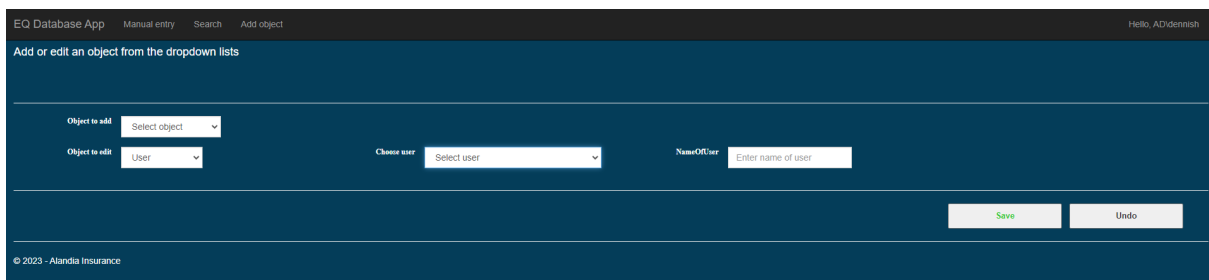 EQ Database App Manual entry Search Add object Hello, AD\dennish
Add or edit an object from the dropdown lists
Object to add Select object
Object to edit User Choose user Select user NameOfUser Enter name of user
Save Undo
© 2023 - Alandia Insurance